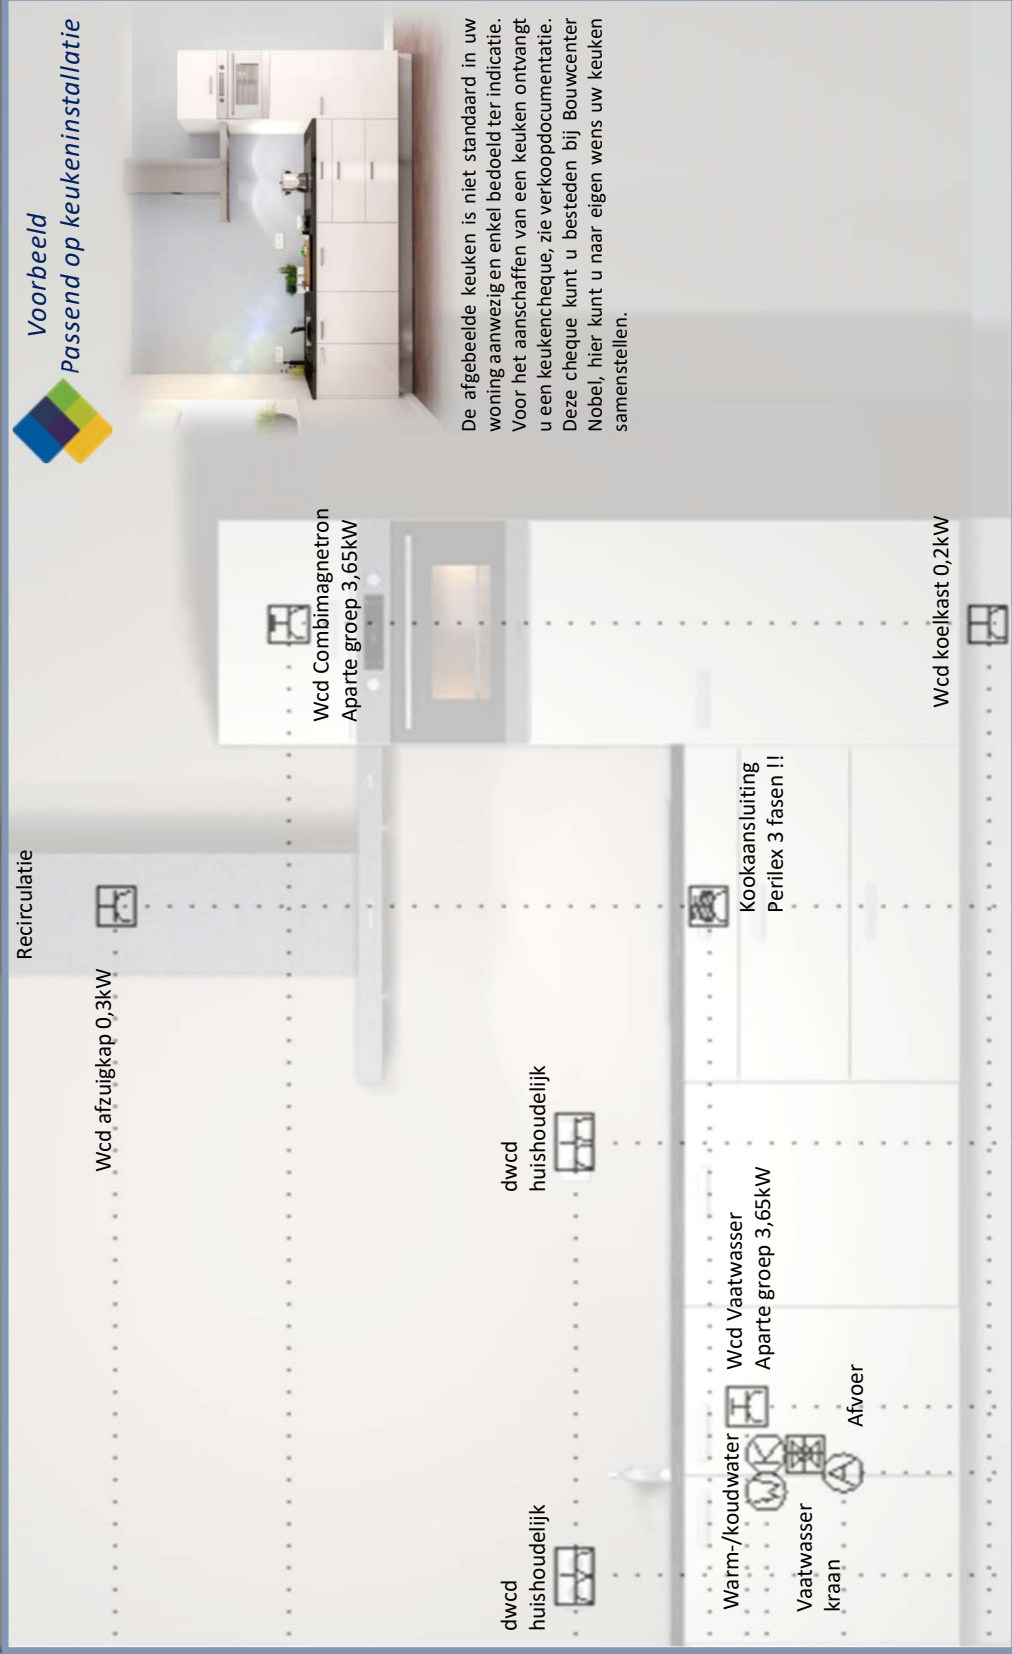 Voorbeeld
Passend op keukeninstallatie
De afgebeelde keuken is niet standaard in uw
woning aanwezig en enkel bedoeld ter indicatie.
Voor het aanschaffen van een keuken ontvangt
u een keukencheque, zie verkoopdocumentatie.
Deze cheque kunt u besteden bij Bouwcenter
Nobel, hier kunt u naar eigen wens uw keuken
samenstellen.
Recirculatie
Wcd afzuigkap 0,3kW
Wcd Combimagnetron
Aparte groep 3,65kW
dwcd
huishoudelijk
dwcd
huishoudelijk
Kookaansluiting
Perilex 3 fasen !!
Wcd Vaatwasser
Aparte groep 3,65kW
Warm-/koudwater
W
K
A
Vaatwasser
kraan
Afvoer
Wcd koelkast 0,2kW